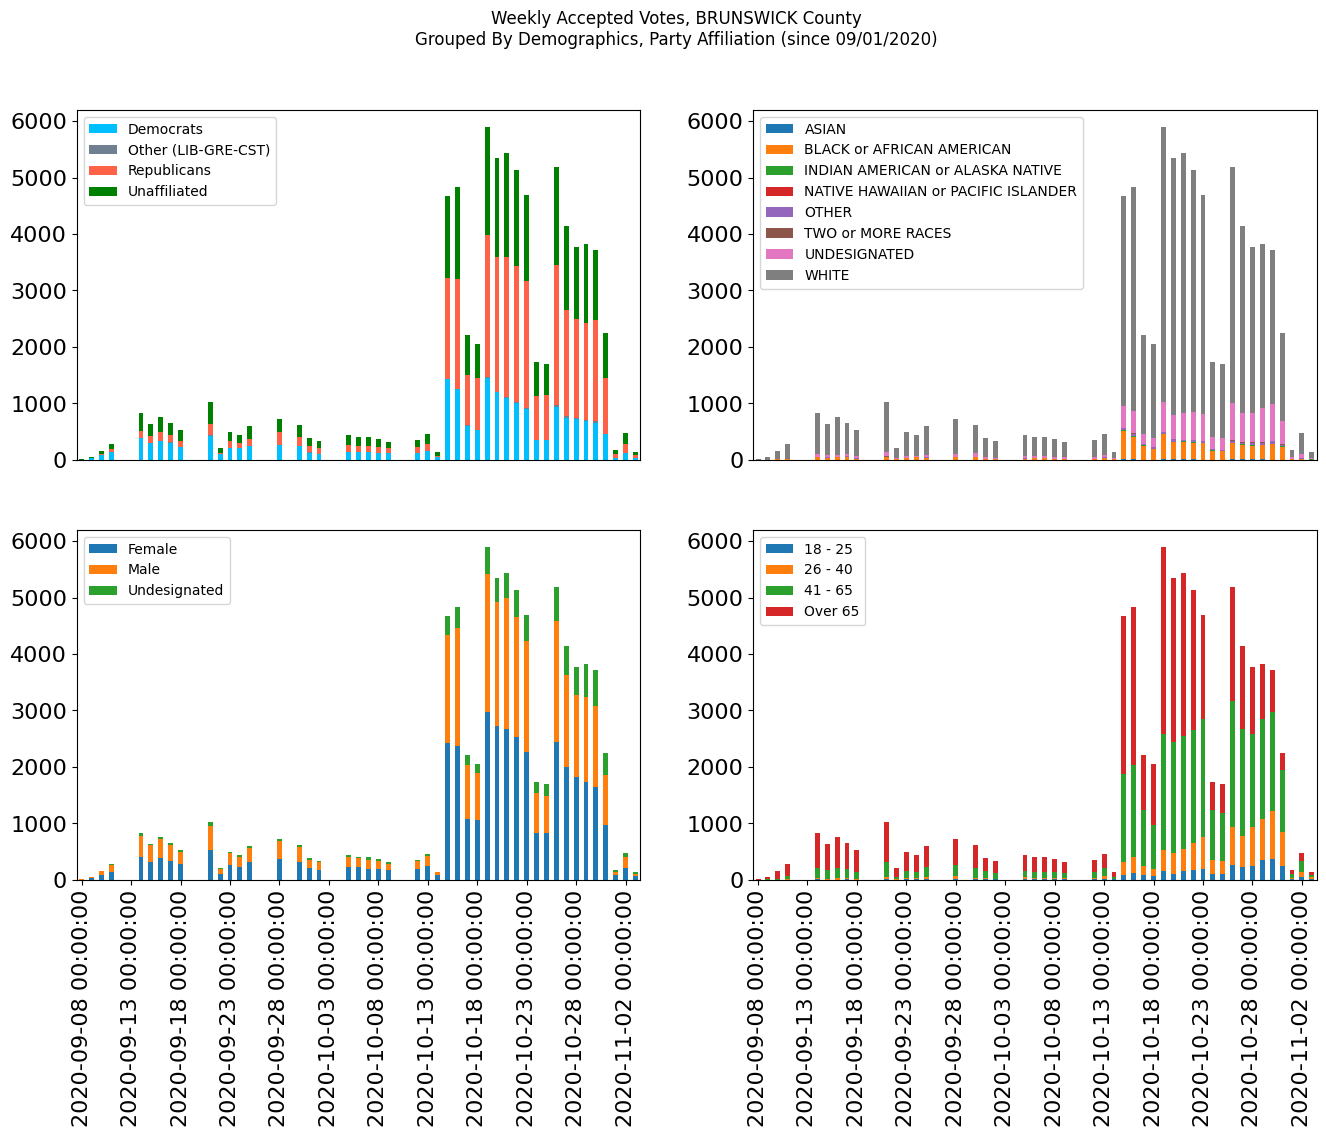 Weekly Accepted Votes, BRUNSWICK County
Grouped By Demographics, Party Affiliation (since 09/01/2020)
6000
5000
4000
3000
2000
1000
0
Democrats
Other (LIB-GRE-CST)
Republicans
Unaffiliated
6000
5000
4000
3000
2000
1000
0
ASIAN
BLACK or AFRICAN AMERICAN
INDIAN AMERICAN or ALASKA NATIVE
NATIVE HAWAIIAN or PACIFIC ISLANDER
OTHER
TWO or MORE RACES
UNDESIGNATED
WHITE
6000
5000
4000
3000
2000
1000
0
Female
Male
Undesignated
2020-09-08 00:00:00
2020-09-13 00:00:00
2020-09-18 00:00:00
2020-09-23 00:00:00
2020-09-28 00:00:00
2020-10-03 00:00:00
2020-10-08 00:00:00
2020-10-13 00:00:00
2020-10-18 00:00:00
2020-10-23 00:00:00
2020-10-28 00:00:00
2020-11-02 00:00:00
6000
5000
4000
3000
2000
1000
0
18 - 25
26 - 40
41 - 65
Over 65
2020-09-08 00:00:00
2020-09-13 00:00:00
2020-09-18 00:00:00
2020-09-23 00:00:00
2020-09-28 00:00:00
2020-10-03 00:00:00
2020-10-08 00:00:00
2020-10-13 00:00:00
2020-10-18 00:00:00
2020-10-23 00:00:00
2020-10-28 00:00:00
2020-11-02 00:00:00